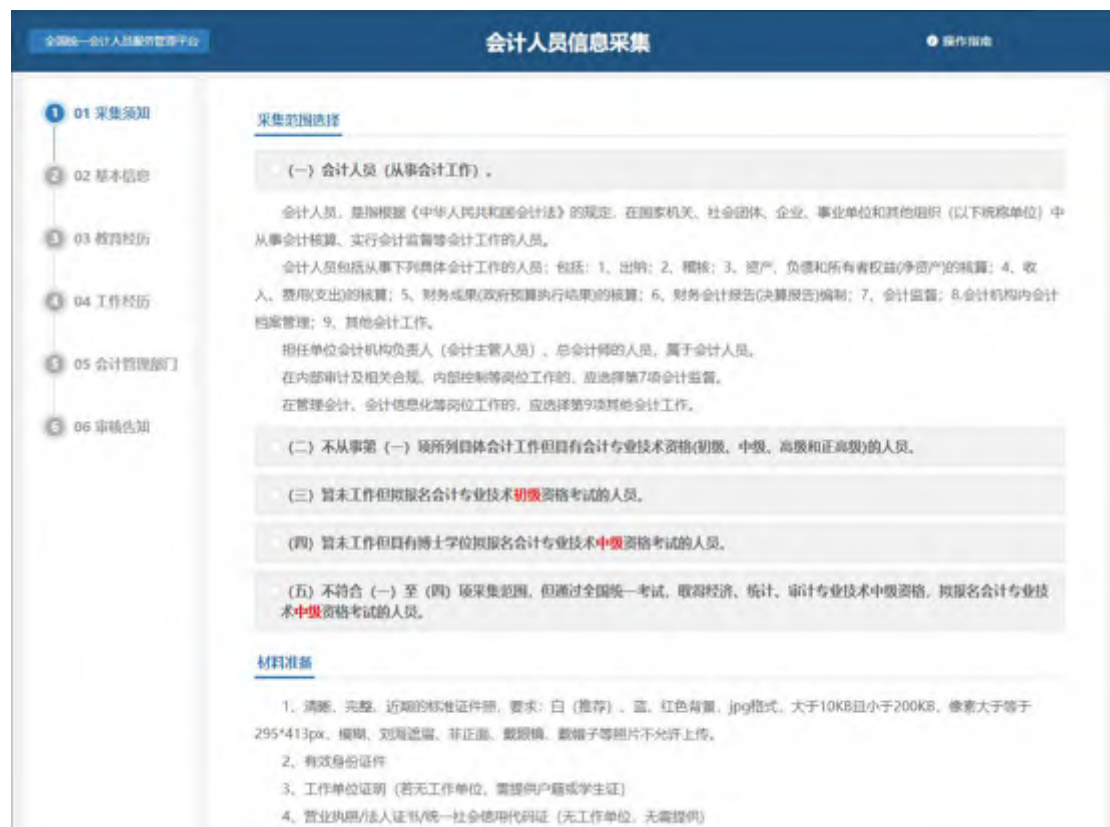 全国统一会计人员服务管理平台
会计人员信息采集
操作指南
1 01 采集须知
2 02 基本信息
3 03 教育经历
4 04 工作经历
5 05 会计管理部门
6 06 审核告知
采集范围选择
(一) 会计人员 (从事会计工作) 。
会计人员，是指根据《中华人民共和国会计法》的规定，在国家机关、社会团体、企业、事业单位和其他组织 (以下统称单位) 中
从事会计核算、实行会计监督等会计工作的人员。
会计人员包括从事下列具体会计工作的人员：包括：1、出纳；2、稽核；3、资产、负债和所有者权益(净资产)的核算；4、收
入、费用(支出)的核算；5、财务成果(政府预算执行结果)的核算；6、财务会计报告(决算报告)编制；7、会计监督；8.会计机构内会计
档案管理；9、其他会计工作。
担任单位会计机构负责人 (会计主管人员) 、总会计师的人员，属于会计人员。
在内部审计及相关合规、内部控制等岗位工作的，应选择第7项会计监督。
在管理会计、会计信息化等岗位工作的，应选择第9项其他会计工作。
(二) 不从事第 (一) 项所列具体会计工作但具有会计专业技术资格(初级、中级、高级和正高级)的人员。
(三) 暂未工作但拟报名会计专业技术初级资格考试的人员。
(四) 暂未工作但具有博士学位拟报名会计专业技术中级资格考试的人员。
(五) 不符合 (一) 至 (四) 项采集范围，但通过全国统一考试，取得经济、统计、审计专业技术中级资格，拟报名会计专业技
术中级资格考试的人员。
材料准备
1、清晰、完整、近期的标准证件照，要求：白 (推荐) 、蓝、红色背景，jpg格式，大于10KB且小于200KB，像素大于等于
295*413px，模糊、刘海遮眉、非正面、戴眼镜、戴帽子等照片不允许上传。
2、有效身份证件
3、工作单位证明 (若无工作单位，需提供户籍或学生证)
4、营业执照/法人证书/统一社会信用代码证 (无工作单位，无需提供)